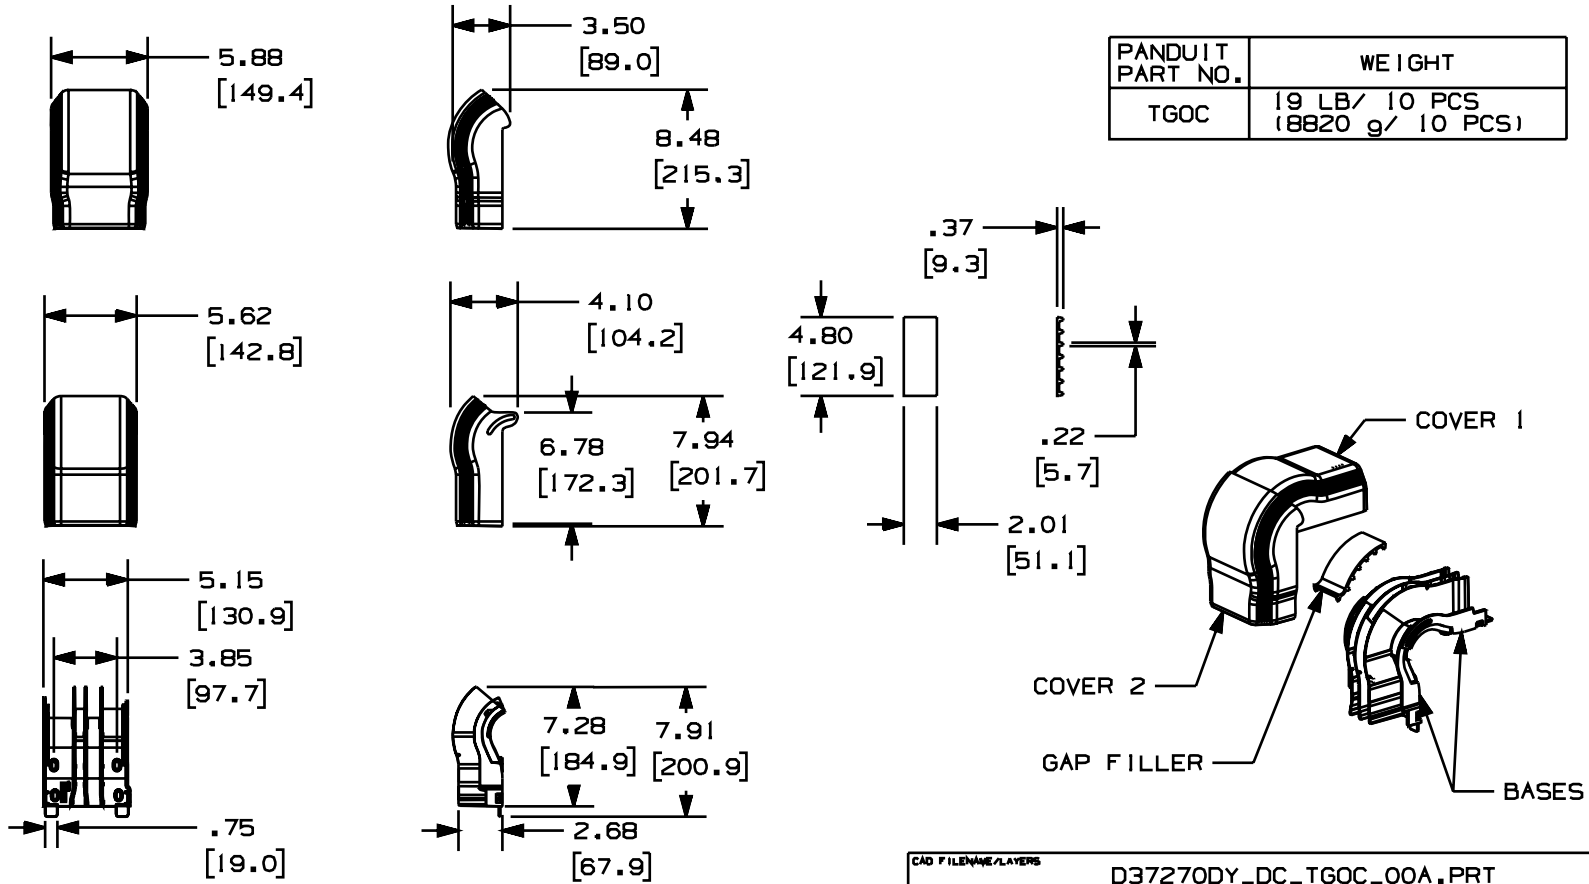 5.88
[149.4]
3.50
[89.0]
8.48
[215.3]
PANDUIT
PART NO.
WEIGHT
TGOC
19 LB/ 10 PCS
(8820 g/ 10 PCS)
.37
[9.3]
5.62
[142.8]
4.10
[104.2]
6.78
[172.3]
7.94
[201.7]
4.80
[121.9]
.22
[5.7]
2.01
[51.1]
COVER 1
COVER 2
GAP FILLER
BASES
5.15
[130.9]
3.85
[97.7]
.75
[19.0]
7.28
[184.9]
7.91
[200.9]
2.68
[67.9]
CAD FILENAME/LAYERS
D37270DY_DC_TGOC_00A.PRT